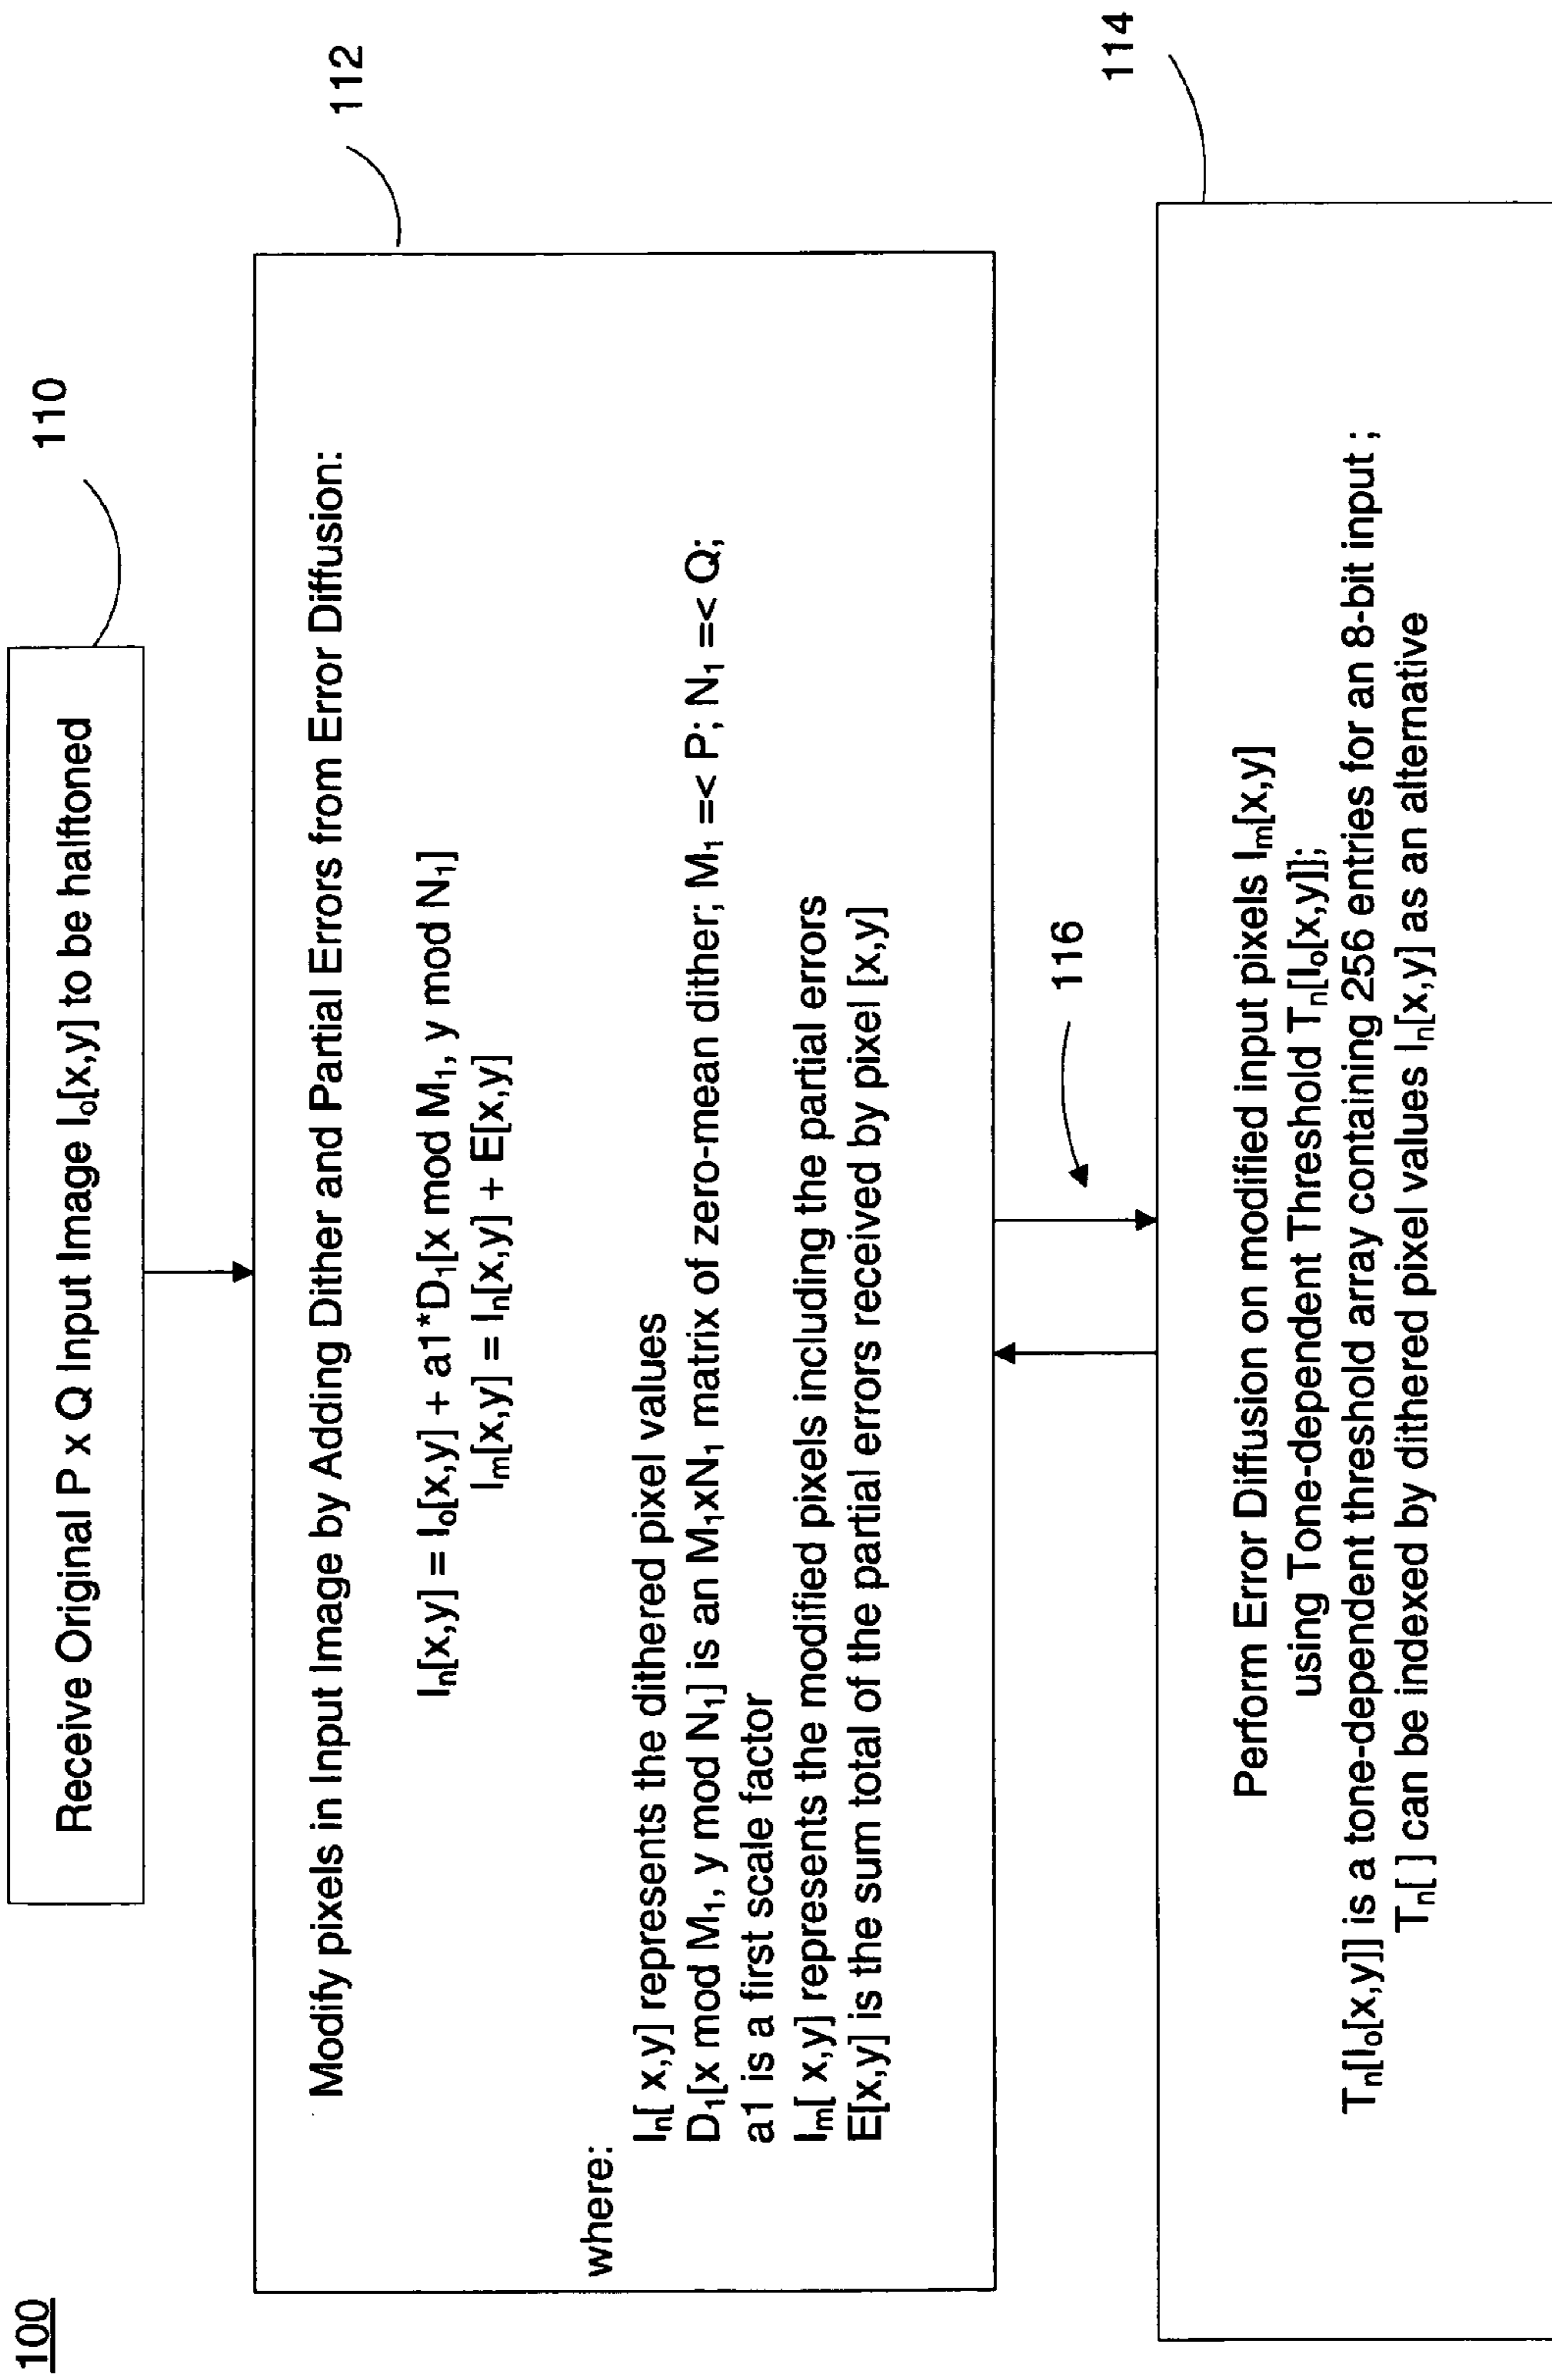 100
110
Receive Original P x Q Input Image Iₒ[x,y] to be halftoned
112
Modify pixels in Input Image by Adding Dither and Partial Errors from Error Diffusion:
Iₙ[x,y] = Iₒ[x,y] + a1*D₁[x mod M₁, y mod N₁]
Iₘ[x,y] = Iₙ[x,y] + E[x,y]
where:
Iₙ[ x,y] represents the dithered pixel values
D₁[x mod M₁, y mod N₁] is an M₁xN₁ matrix of zero-mean dither; M₁ =< P; N₁ =< Q;
a1 is a first scale factor
Iₘ[ x,y] represents the modified pixels including the partial errors
E[x,y] is the sum total of the partial errors received by pixel [x,y]
116
114
Perform Error Diffusion on modified input pixels Iₘ[x,y]
using Tone-dependent Threshold Tₙ[Iₒ[x,y]];
Tₙ[Iₒ[x,y]] is a tone-dependent threshold array containing 256 entries for an 8-bit input ;
Tₙ[ ] can be indexed by dithered pixel values Iₙ[x,y] as an alternative